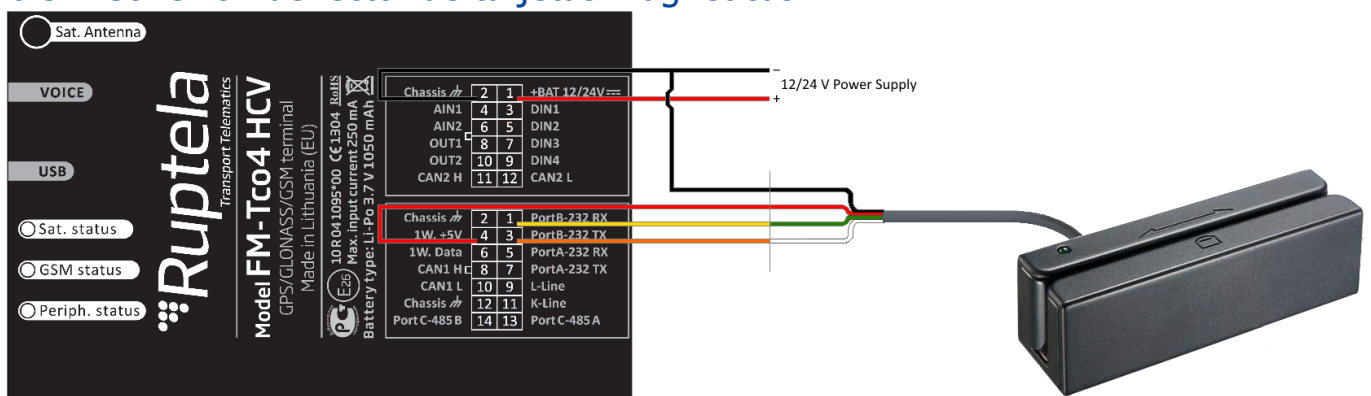 Sat. Antenna
VOICE
USB
Sat. status
GSM status
Periph. status
Ruptela
Transport Telematics
Model FM-Tco4 HCV
GPS/GLONASS/GSM terminal
Made in Lithuania (EU)
E26 10R041095*00 CE1304 RoHS
Max. input current 250 mA
Battery type: Li-Po 3.7 V 1050 mAh
Chassis 2 1 +BAT 12/24V
AIN1 4 3 DIN1
AIN2 6 5 DIN2
OUT1 8 7 DIN3
OUT2 10 9 DIN4
CAN2 H 11 12 CAN2 L
Chassis 2 1 PortB-232 RX
1W. +5V 4 3 PortB-232 TX
1W. Data 6 5 PortA-232 RX
CAN1 H 8 7 PortA-232 TX
CAN1 L 10 9 L-Line
Chassis 12 11 K-Line
Port C-485 B 14 13 Port C-485 A
−
12/24 V Power Supply
+